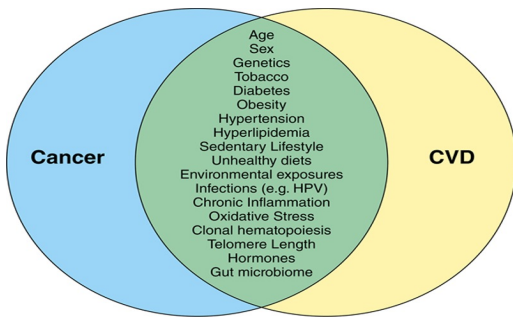 Age
Sex
Genetics
Tobacco
Diabetes
Obesity
Hypertension
Hyperlipidemia
Sedentary Lifestyle
Cancer
Unhealthy diets
CVD
Environmental exposures
Infections (e.g. HPV)
Chronic Inflammation
Oxidative Stress
Clonal hematopoiesis
Telomere Length
Hormones
Gut microbiome